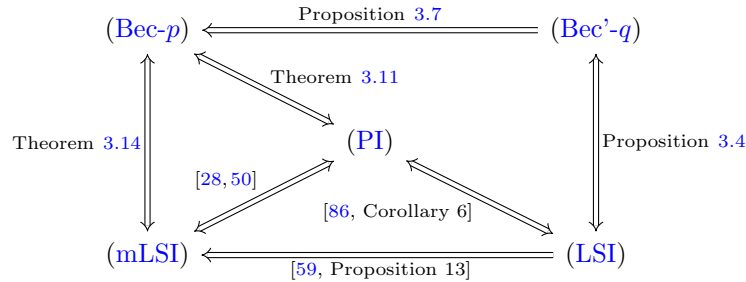 Proposition 3.7
(Bec-p) (Bec'-q)
Theorem 3.11
Theorem 3.14 (PI) Proposition 3.4
[28, 50]
[86, Corollary 6]
(mLSI) (LSI)
[59, Proposition 13]